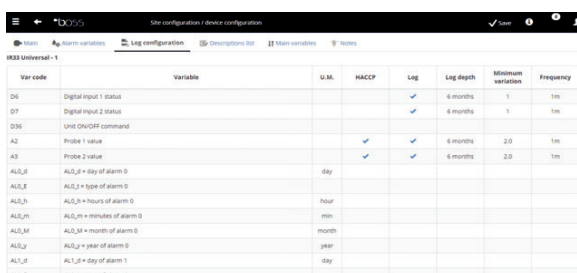 boss Site configuration / device configuration Save 0
Main Alarm variables Log configuration Descriptions list Main variables Notes
IR33 Universal - 1
Var code Variable U.M. HACCP Log Log depth Minimum variation Frequency
D6 Digital input 1 status 6 months 1 1m
D7 Digital input 2 status 6 months 1 1m
D36 Unit ON/OFF command
A2 Probe 1 value 6 months 2.0 1m
A3 Probe 2 value 6 months 2.0 1m
AL0_d AL0_d = day of alarm 0 day
AL0_E AL0_t = type of alarm 0
AL0_h AL0_h = hours of alarm 0 hour
AL0_m AL0_m = minutes of alarm 0 min
AL0_M AL0_M = month of alarm 0 month
AL0_y AL0_y = year of alarm 0 year
AL1_d AL1_d = day of alarm 1 day